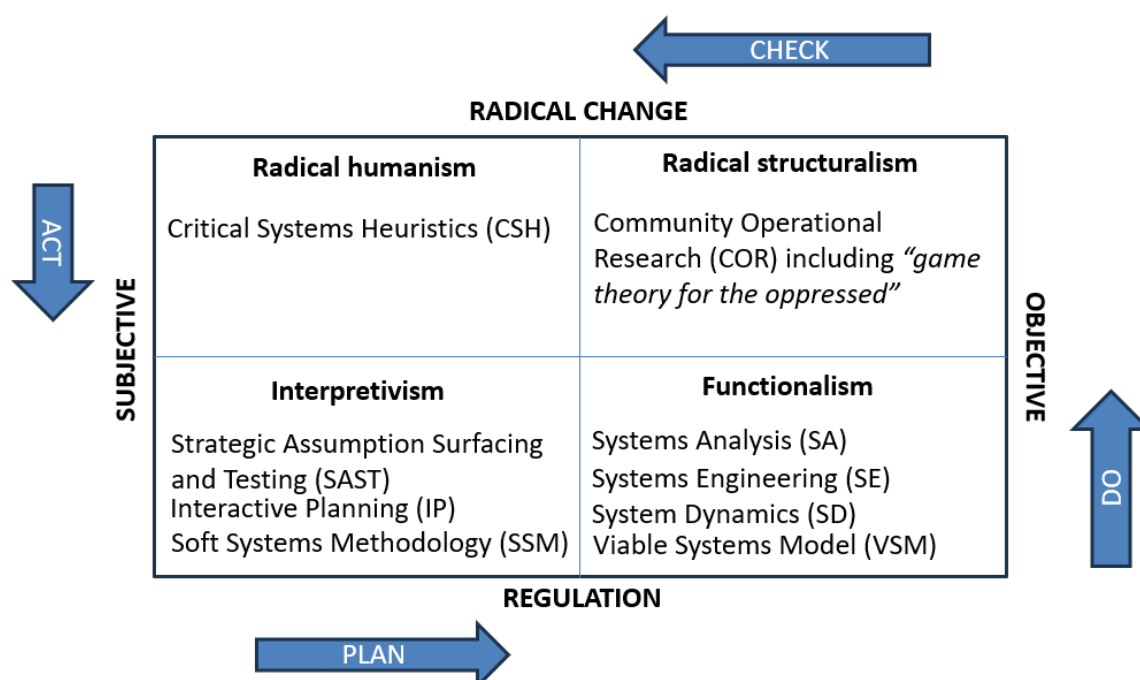 CHECK
RADICAL CHANGE
Radical humanism
Critical Systems Heuristics (CSH)
Radical structuralism
Community Operational
Research (COR) including “game
theory for the oppressed”
ACT
SUBJECTIVE
OBJECTIVE
Interpretivism
Strategic Assumption Surfacing
and Testing (SAST)
Interactive Planning (IP)
Soft Systems Methodology (SSM)
Functionalism
Systems Analysis (SA)
Systems Engineering (SE)
System Dynamics (SD)
Viable Systems Model (VSM)
DO
REGULATION
PLAN